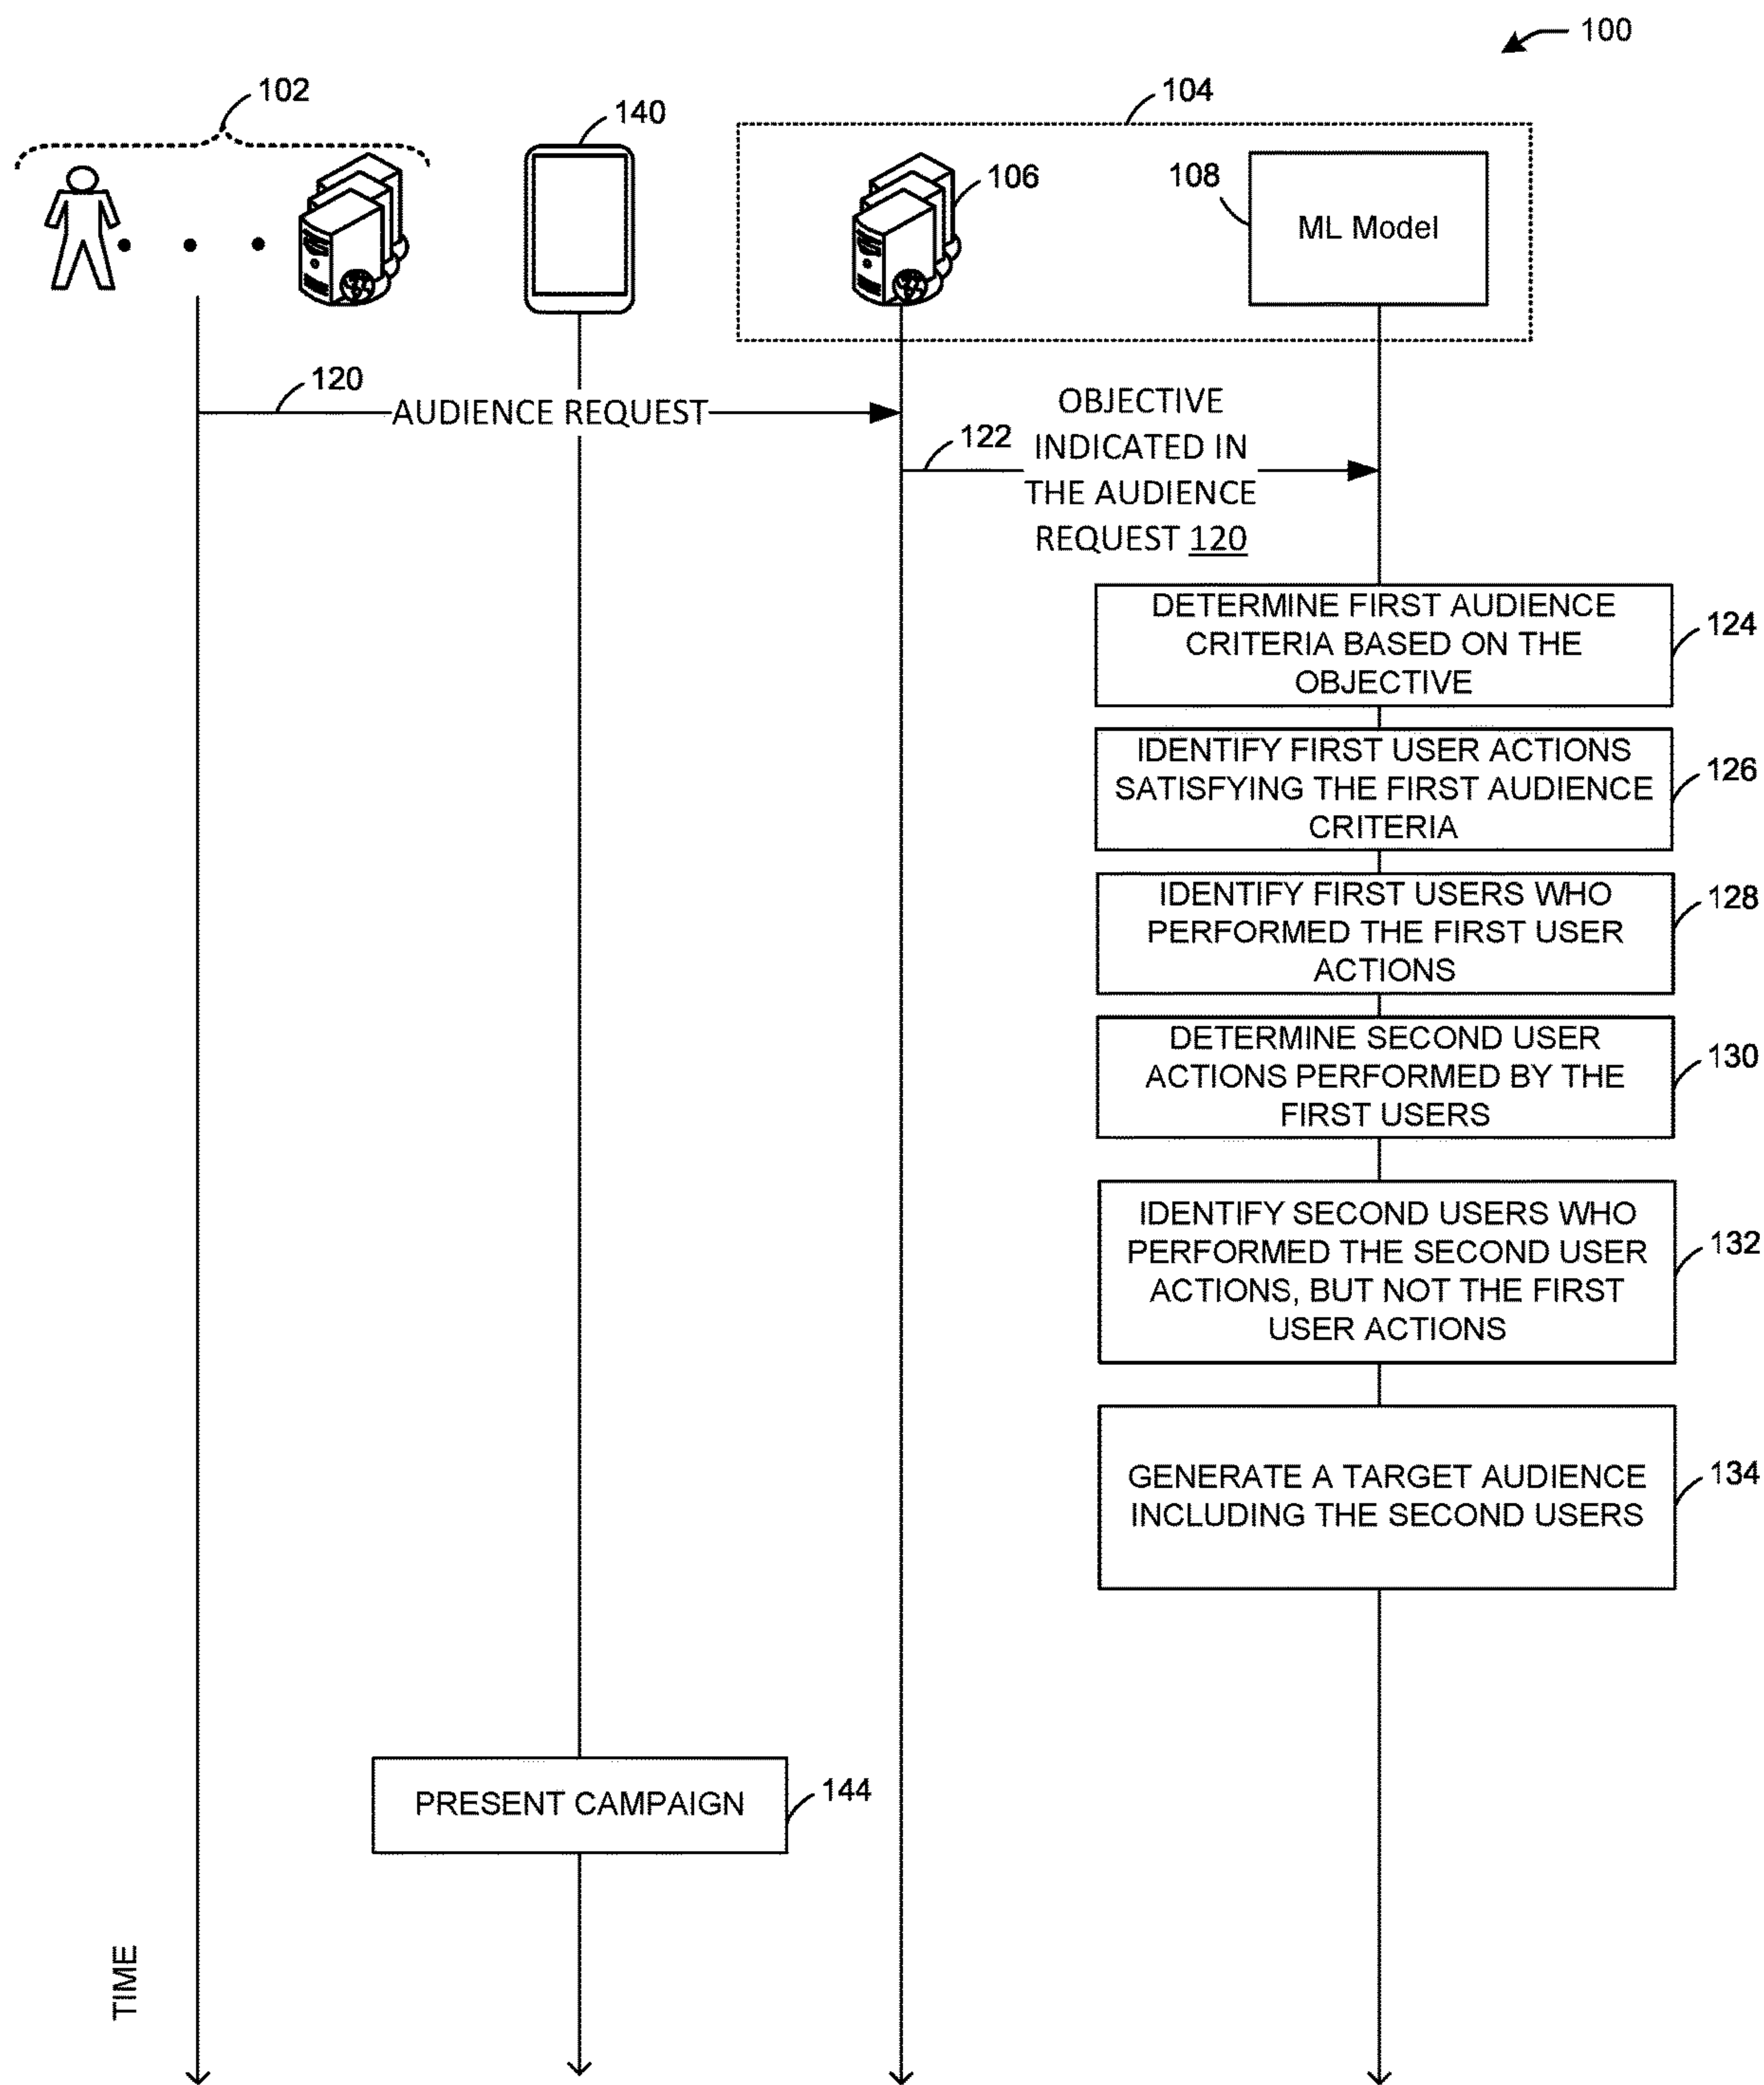 100
102
140
104
106
108
ML Model
120
AUDIENCE REQUEST
122
OBJECTIVE
INDICATED IN
THE AUDIENCE
REQUEST 120
DETERMINE FIRST AUDIENCE
CRITERIA BASED ON THE
OBJECTIVE
124
IDENTIFY FIRST USER ACTIONS
SATISFYING THE FIRST AUDIENCE
CRITERIA
126
IDENTIFY FIRST USERS WHO
PERFORMED THE FIRST USER
ACTIONS
128
DETERMINE SECOND USER
ACTIONS PERFORMED BY THE
FIRST USERS
130
IDENTIFY SECOND USERS WHO
PERFORMED THE SECOND USER
ACTIONS, BUT NOT THE FIRST
USER ACTIONS
132
GENERATE A TARGET AUDIENCE
INCLUDING THE SECOND USERS
134
PRESENT CAMPAIGN
144
TIME